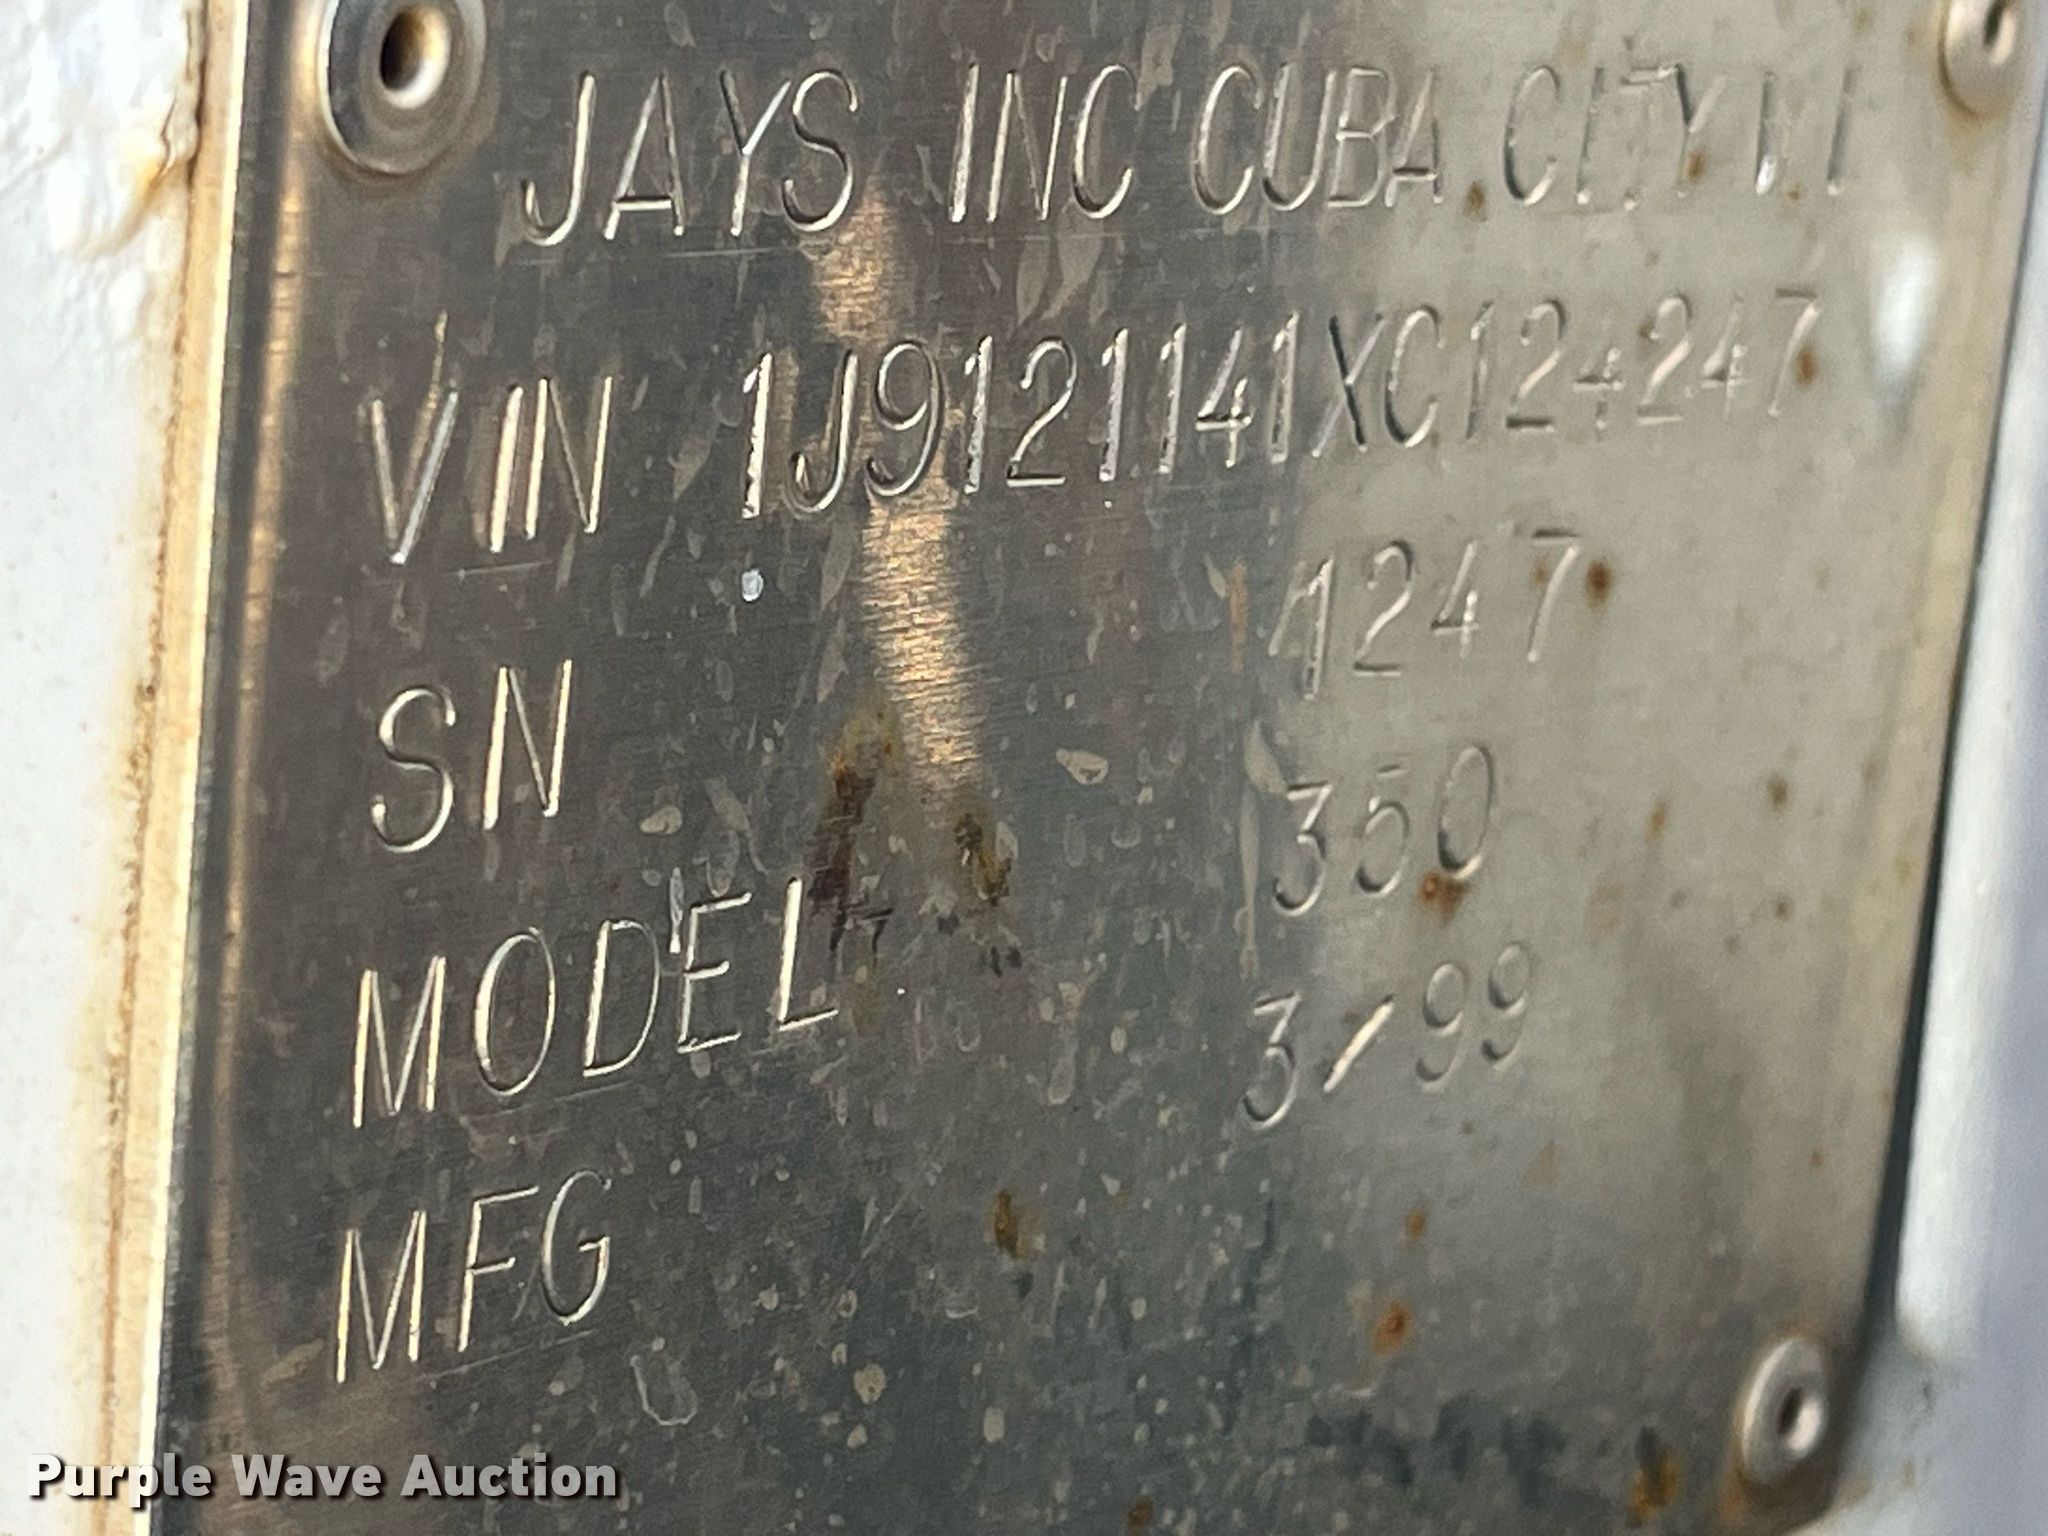 JAYS INC CUBA CITY WI
VIN 1J9121141XC124247
SN 1247
MODEL 350
MFG 3/99
Purple Wave Auction